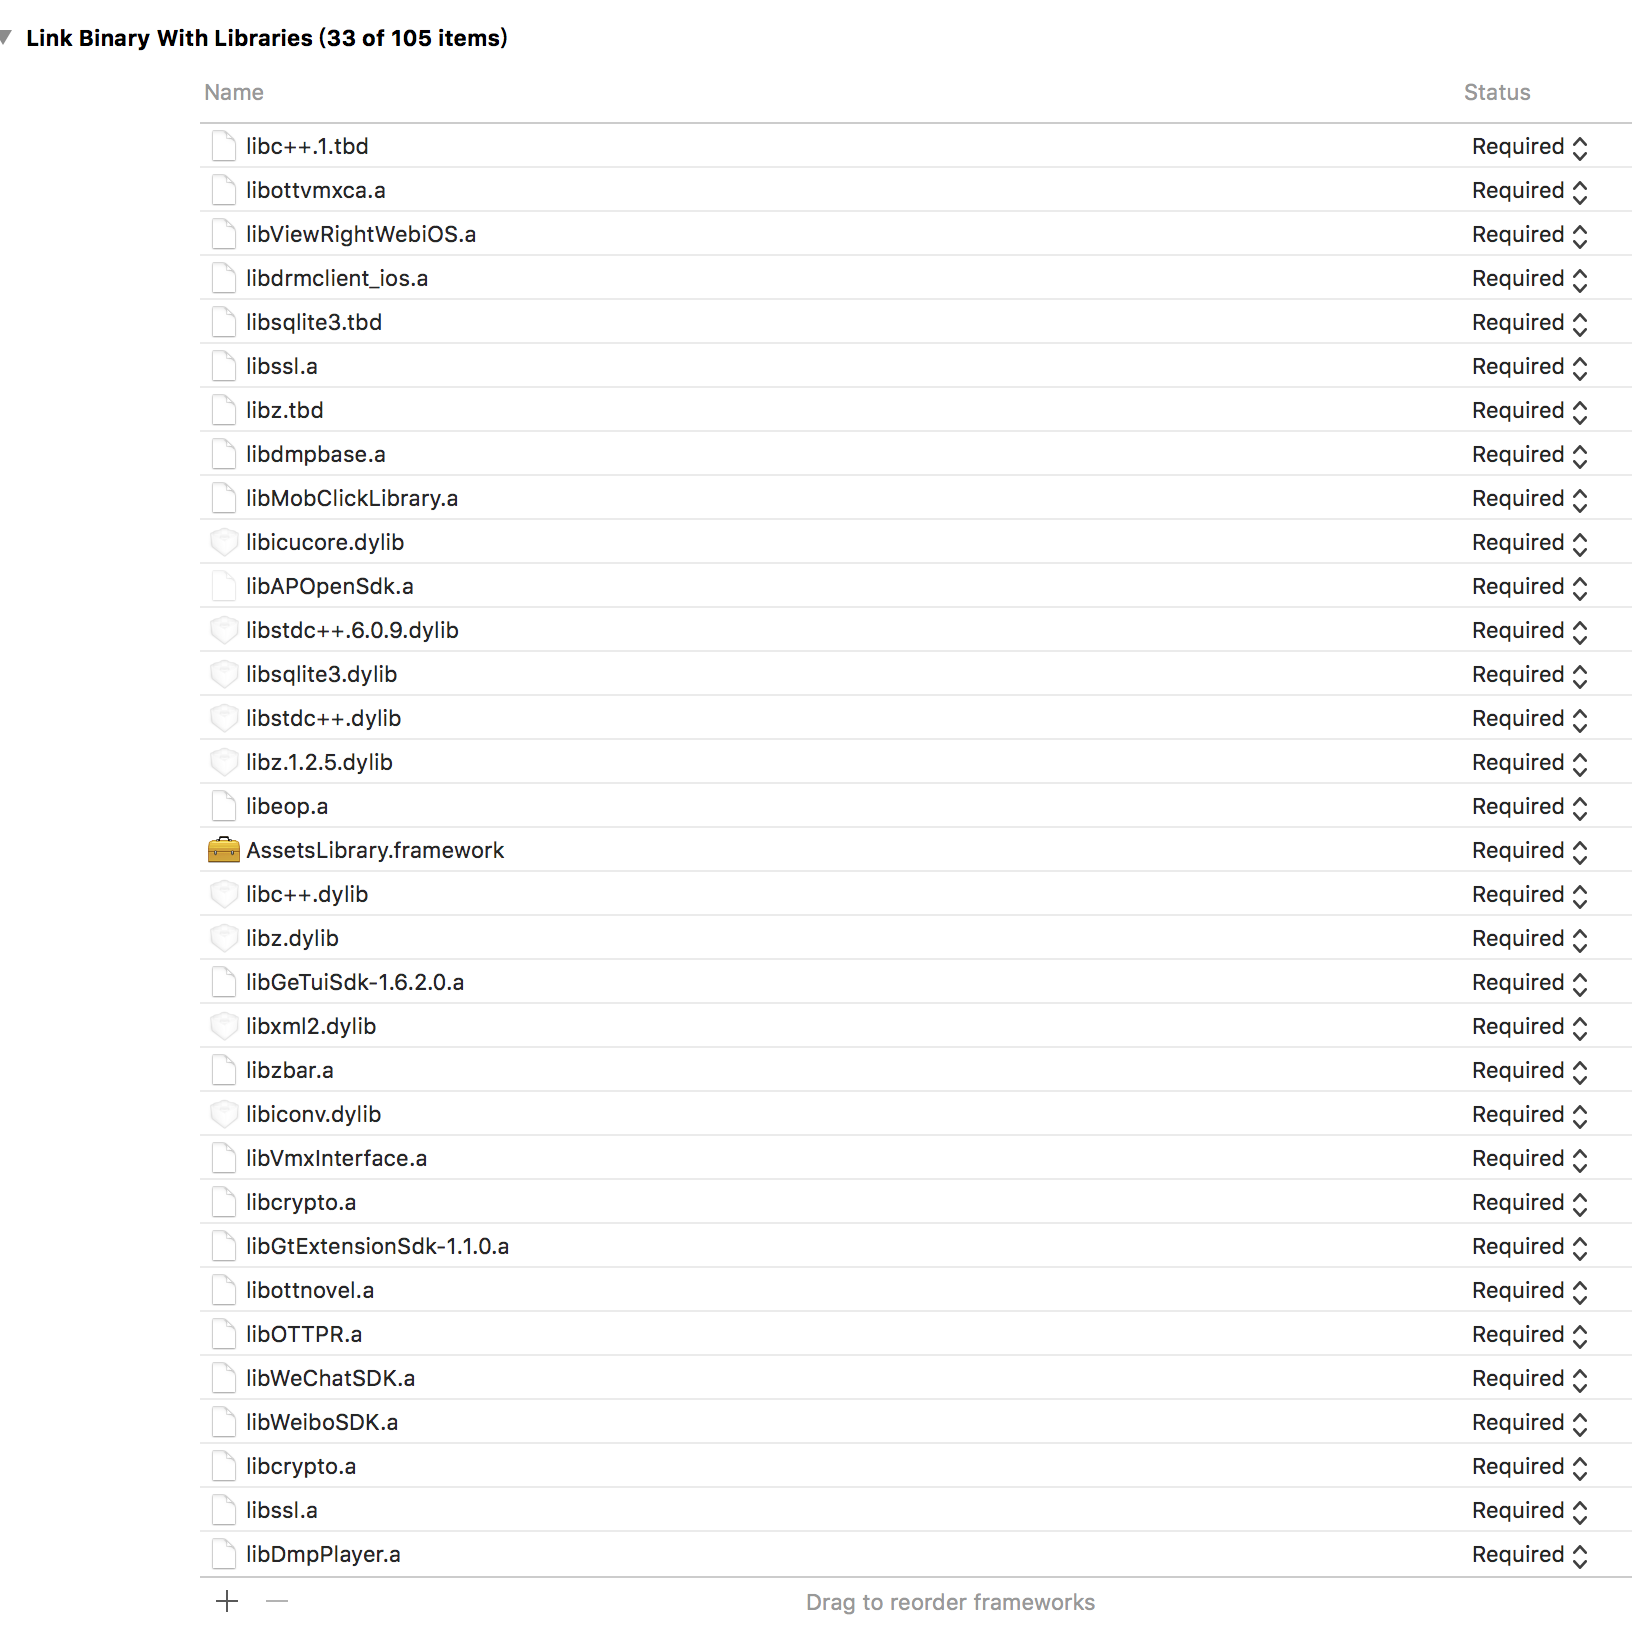 Link Binary With Libraries (33 of 105 items)
Name Status
libc++.1.tbd Required
libottvmxca.a Required
libViewRightWebiOS.a Required
libdrmclient_ios.a Required
libsqlite3.tbd Required
libssl.a Required
libz.tbd Required
libdmpbase.a Required
libMobClickLibrary.a Required
libicucore.dylib Required
libAPOpenSdk.a Required
libstdc++.6.0.9.dylib Required
libsqlite3.dylib Required
libstdc++.dylib Required
libz.1.2.5.dylib Required
libeop.a Required
AssetsLibrary.framework Required
libc++.dylib Required
libz.dylib Required
libGeTuiSdk-1.6.2.0.a Required
libxml2.dylib Required
libzbar.a Required
libiconv.dylib Required
libVmxInterface.a Required
libcrypto.a Required
libGtExtensionSdk-1.1.0.a Required
libottnovel.a Required
libOTTPR.a Required
libWeChatSDK.a Required
libWeiboSDK.a Required
libcrypto.a Required
libssl.a Required
libDmpPlayer.a Required
Drag to reorder frameworks